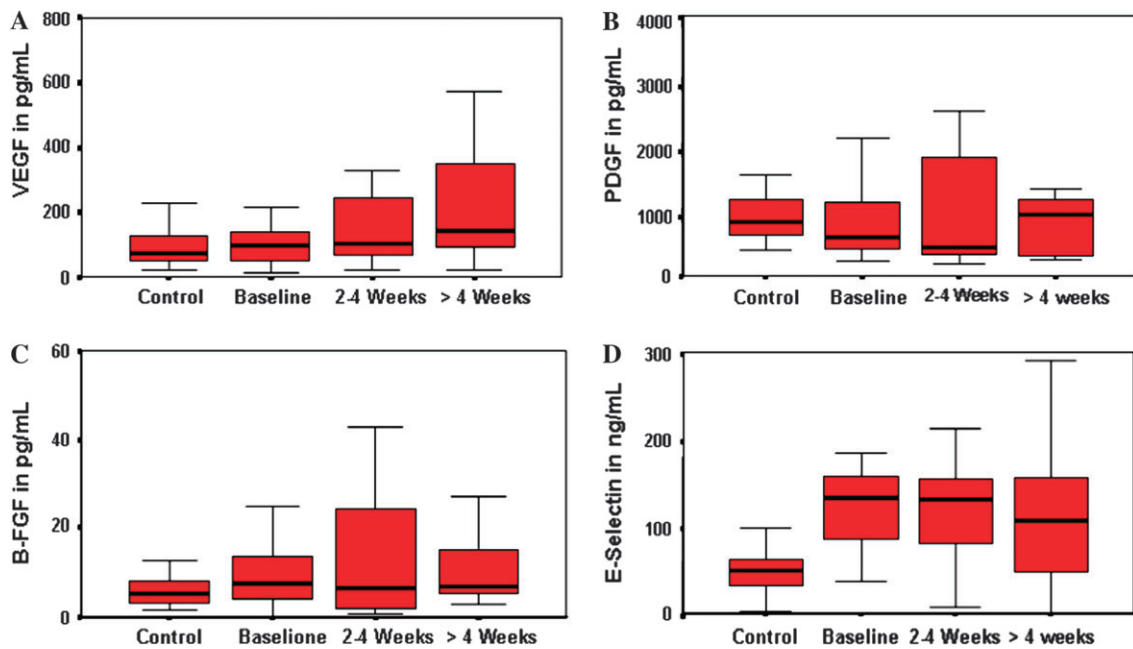 A
VEGF in pg/mL
800
600
400
200
0
Control Baseline 2-4 Weeks > 4 Weeks
B
PDGF in pg/mL
4000
3000
2000
1000
0
Control Baseline 2-4 Weeks > 4 weeks
C
B-FGF in pg/mL
60
40
20
0
Control Baselione 2-4 Weeks > 4 Weeks
D
E-Selectin in ng/mL
300
200
100
0
Control Baseline 2-4 Weeks > 4 weeks